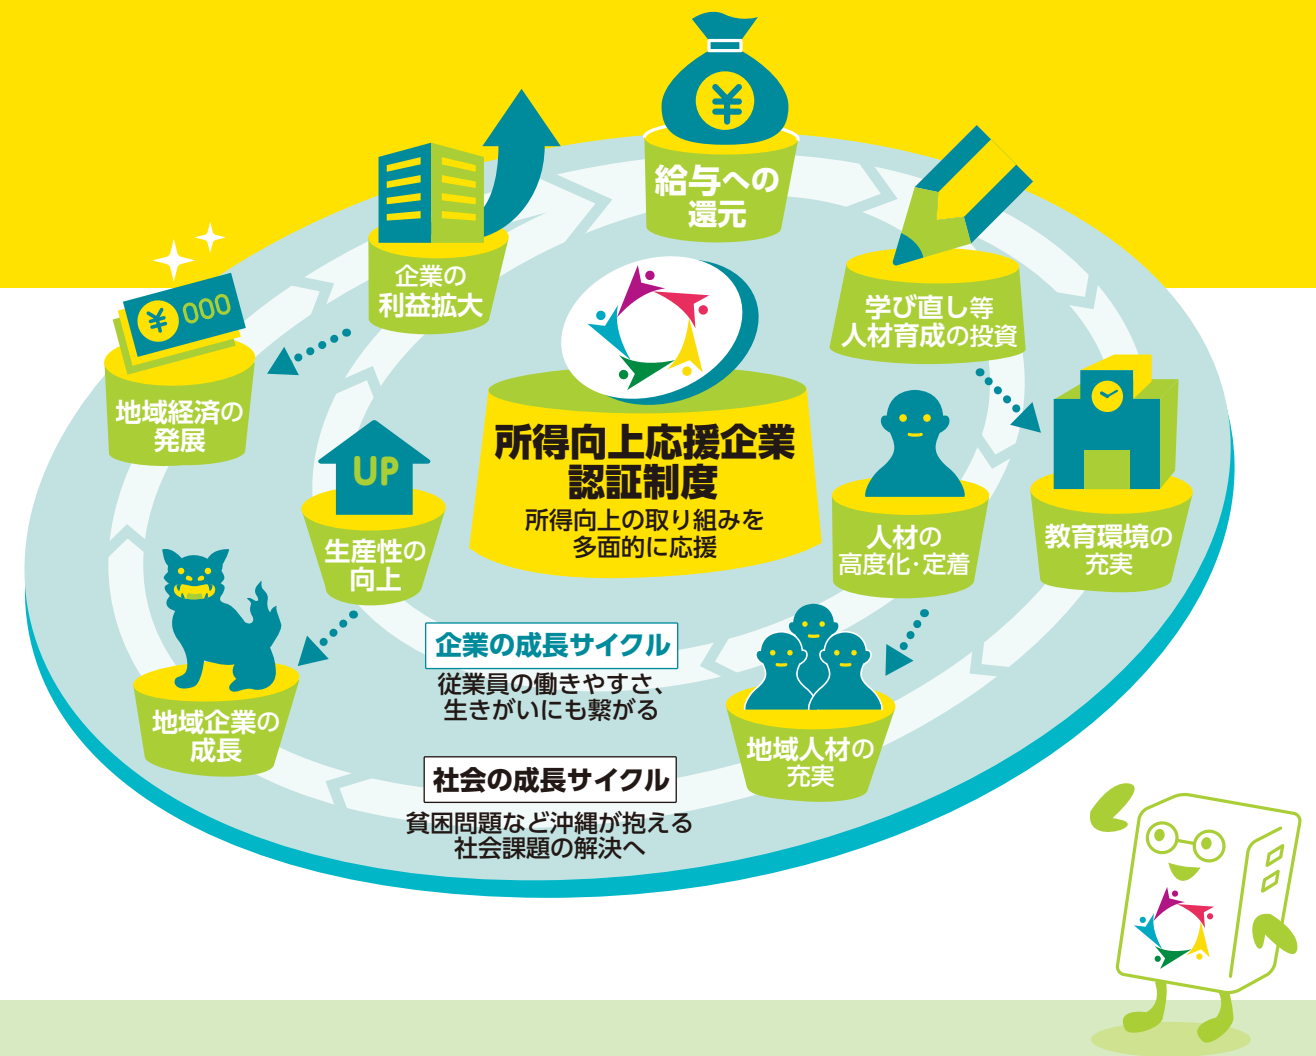 ¥
給与への
還元
企業の
利益拡大
学び直し等
人材育成の投資
¥ 000
地域経済の
発展
所得向上応援企業
認証制度
所得向上の取り組みを
多面的に応援
UP
生産性の
向上
人材の
高度化・定着
教育環境の
充実
地域企業の
成長
企業の成長サイクル
従業員の働きやすさ、
生きがいにも繋がる
地域人材の
充実
社会の成長サイクル
貧困問題など沖縄が抱える
社会課題の解決へ